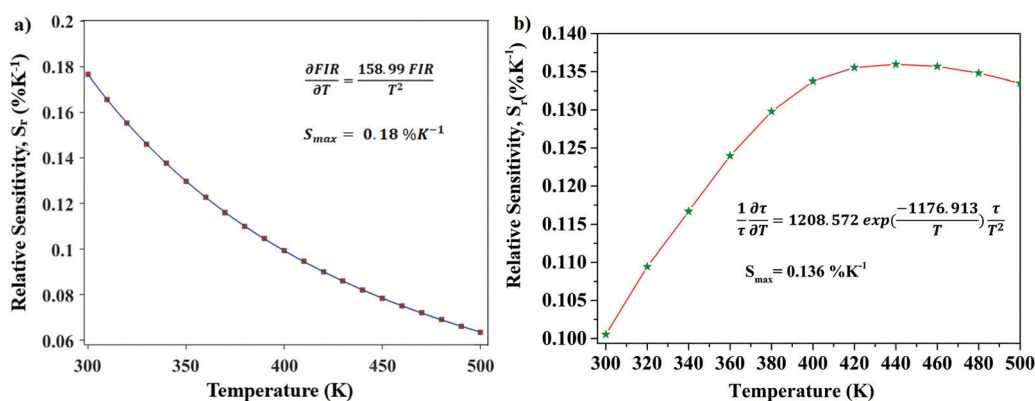 a)
Relative Sensitivity, Sᵣ (%K⁻¹)
0.2
0.18
0.16
0.14
0.12
0.1
0.08
0.06
∂FIR/∂T = 158.99 FIR/T²
Sₘₐₓ = 0.18 %K⁻¹
300 350 400 450 500
Temperature (K)
b)
Relative Sensitivity, Sᵣ(%K⁻¹)
0.140
0.135
0.130
0.125
0.120
0.115
0.110
0.105
0.100
1/τ ∂τ/∂T = 1208.572 exp(−1176.913/T) τ/T²
Sₘₐₓ= 0.136 %K⁻¹
300 320 340 360 380 400 420 440 460 480 500
Temperature (K)